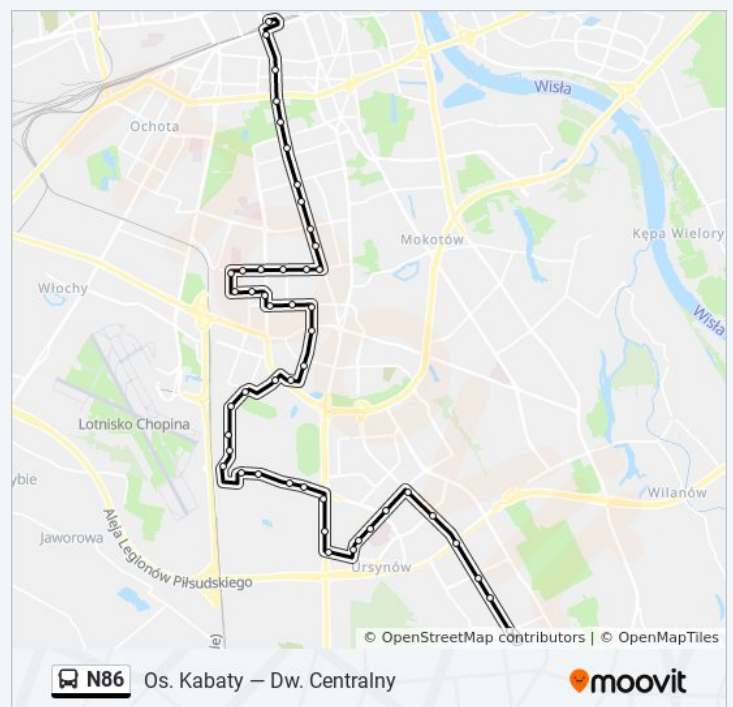 Wisła
Ochota
Mokotów
Kępa Wielory
Włochy
Wisła
Lotnisko Chopina
ybie
Wilanów
Aleja Legionów Piłsudskiego
Jaworowa
Ursynów
iej)
© OpenStreetMap contributors | © OpenMapTiles
N86 Os. Kabaty — Dw. Centralny
moovit